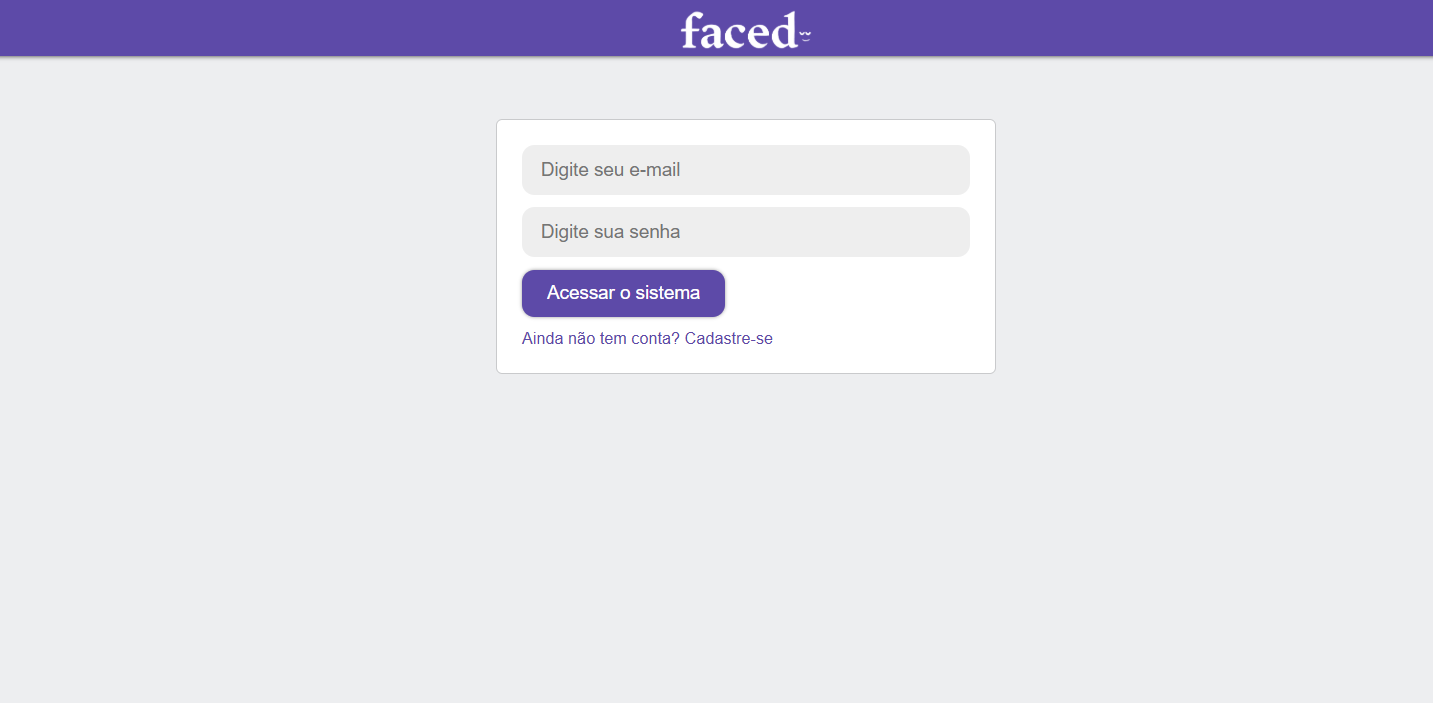 faced
Digite seu e-mail
Digite sua senha
Acessar o sistema
Ainda não tem conta? Cadastre-se